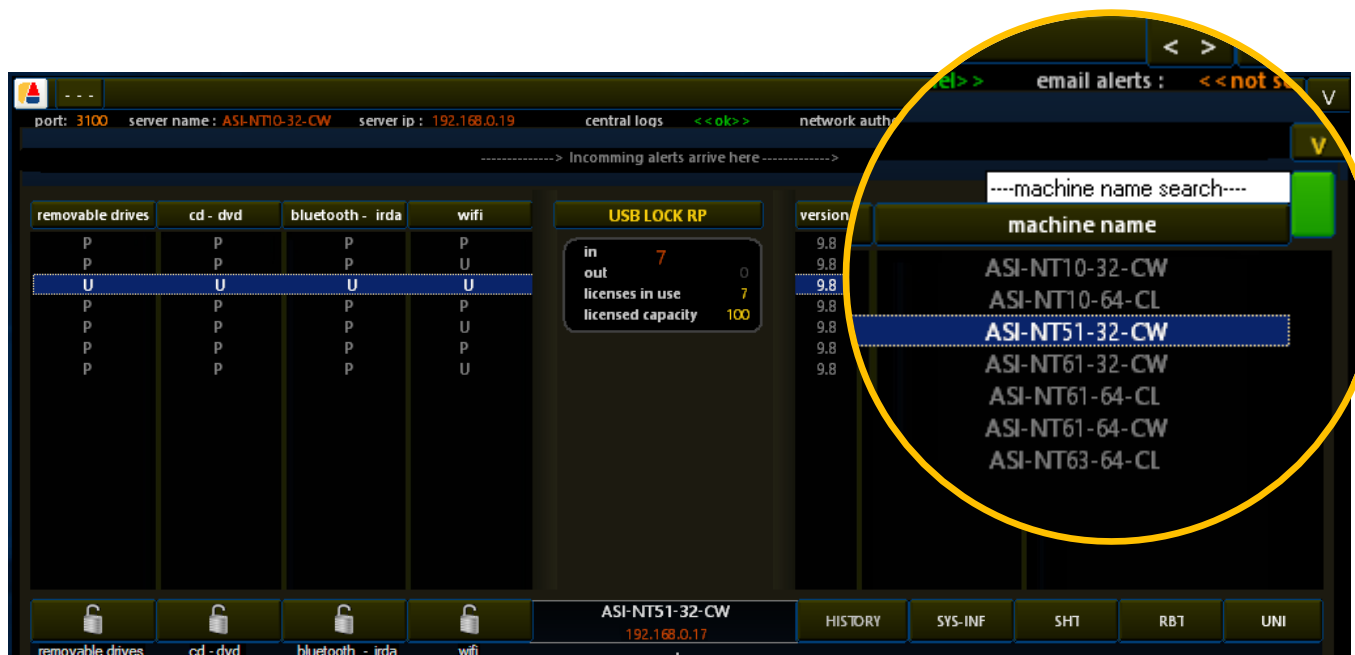 - - -
< >
el>> email alerts : <<not s
V
port: 3100 server name : ASI-NT10-32-CW server ip : 192.168.0.19 central logs <<ok>> network autho
-------------> Incomming alerts arrive here ------------->
V
----machine name search----
removable drives cd - dvd bluetooth - irda wifi USB LOCK RP version machine name
P P P P in 7 9.8 ASI-NT10-32-CW
P P P U out 0 9.8 ASI-NT10-64-CL
U U U U licenses in use 7 9.8 ASI-NT51-32-CW
P P P P licensed capacity 100 9.8 ASI-NT61-32-CW
P P P U 9.8 ASI-NT61-64-CL
P P P P 9.8 ASI-NT61-64-CW
P P P U 9.8 ASI-NT63-64-CL
ASI-NT51-32-CW
192.168.0.17
HISTORY SYS-INF SHT RBT UNI
removable drives cd - dvd bluetooth - irda wifi